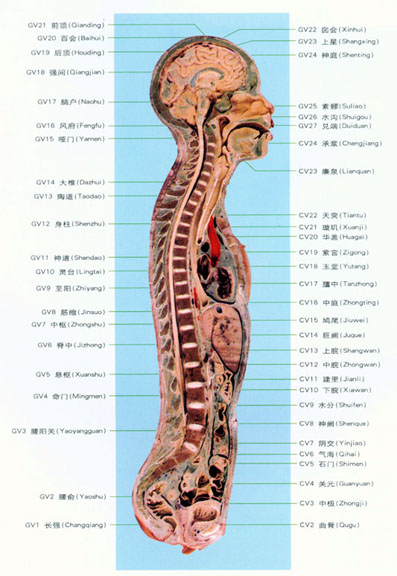 GV21 前顶(Qianding)
GV20 百会(Baihui)
GV19 后顶(Houding)
GV18 强间(Qiangjian)
GV17 脑户(Naohu)
GV16 风府(Fengfu)
GV15 哑门(Yamen)
GV14 大椎(Dazhui)
GV13 陶道(Taodao)
GV12 身柱(Shenzhu)
GV11 神道(Shendao)
GV10 灵台(Lingtai)
GV9 至阳(Zhiyang)
GV8 筋缩(Jinsuo)
GV7 中枢(Zhongshu)
GV6 脊中(Jizhong)
GV5 悬枢(Xuanshu)
GV4 命门(Mingmen)
GV3 腰阳关(Yaoyangguan)
GV2 腰俞(Yaoshu)
GV1 长强(Changqiang)
GV22 囟会(Xinhui)
GV23 上星(Shangxing)
GV24 神庭(Shenting)
GV25 素髎(Suliao)
GV26 水沟(Shuigou)
GV27 兑端(Duiduan)
CV24 承浆(Chengjiang)
CV23 廉泉(Lianquan)
CV22 天突(Tiantu)
CV21 璇玑(Xuanji)
CV20 华盖(Huagai)
CV19 紫宫(Zigong)
CV18 玉堂(Yutang)
CV17 膻中(Tanzhong)
CV16 中庭(Zhongting)
CV15 鸠尾(Jiuwei)
CV14 巨阙(Juque)
CV13 上脘(Shangwan)
CV12 中脘(Zhongwan)
CV11 建里(Jianli)
CV10 下脘(Xiawan)
CV9 水分(Shuifen)
CV8 神阙(Shenque)
CV7 阴交(Yinjiao)
CV6 气海(Qihai)
CV5 石门(Shimen)
CV4 关元(Guanyuan)
CV3 中极(Zhongji)
CV2 曲骨(Qugu)